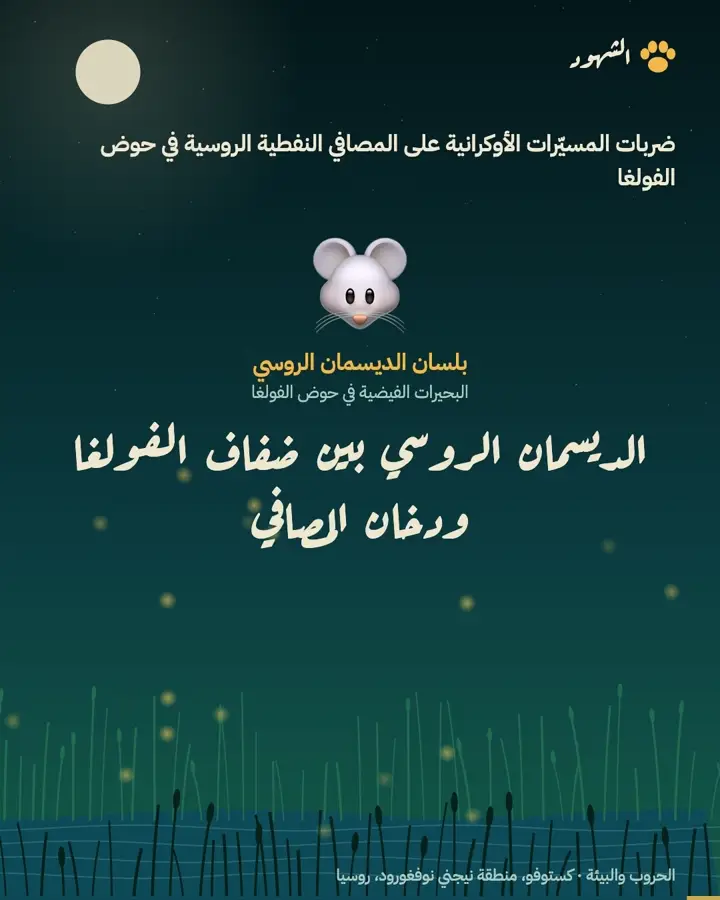 الشهود
ضربات المسيّرات الأوكرانية على المصافي النفطية الروسية في حوض
الفولغا
بلسان الديسمان الروسي
البحيرات الفيضية في حوض الفولغا
الديسمان الروسي بين ضفاف الفولغا
ودخان المصافي
الحروب والبيئة · كستوفو، منطقة نيجني نوفغورود، روسيا